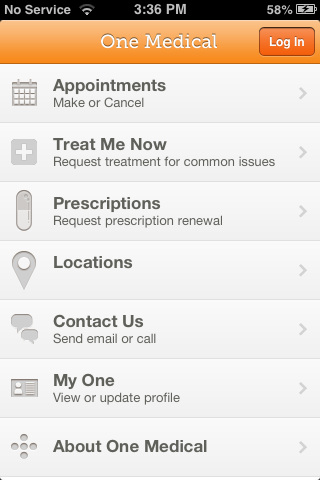 No Service 3:36 PM 58%
One Medical Log In
Appointments
Make or Cancel
Treat Me Now
Request treatment for common issues
Prescriptions
Request prescription renewal
Locations
Contact Us
Send email or call
My One
View or update profile
About One Medical